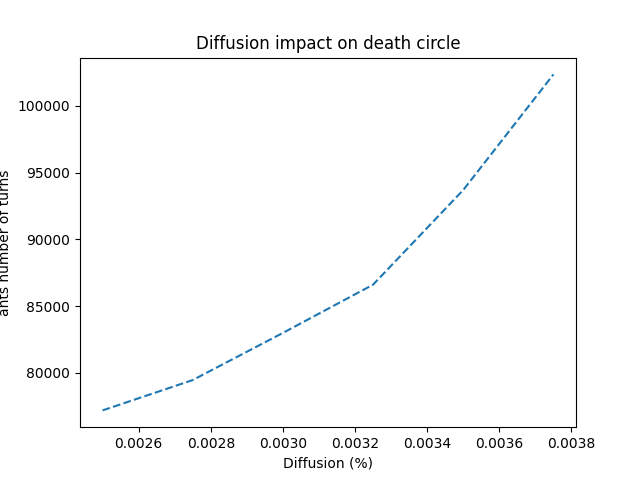 Diffusion impact on death circle
ants number of turns
100000
95000
90000
85000
80000
0.0026 0.0028 0.0030 0.0032 0.0034 0.0036 0.0038
Diffusion (%)